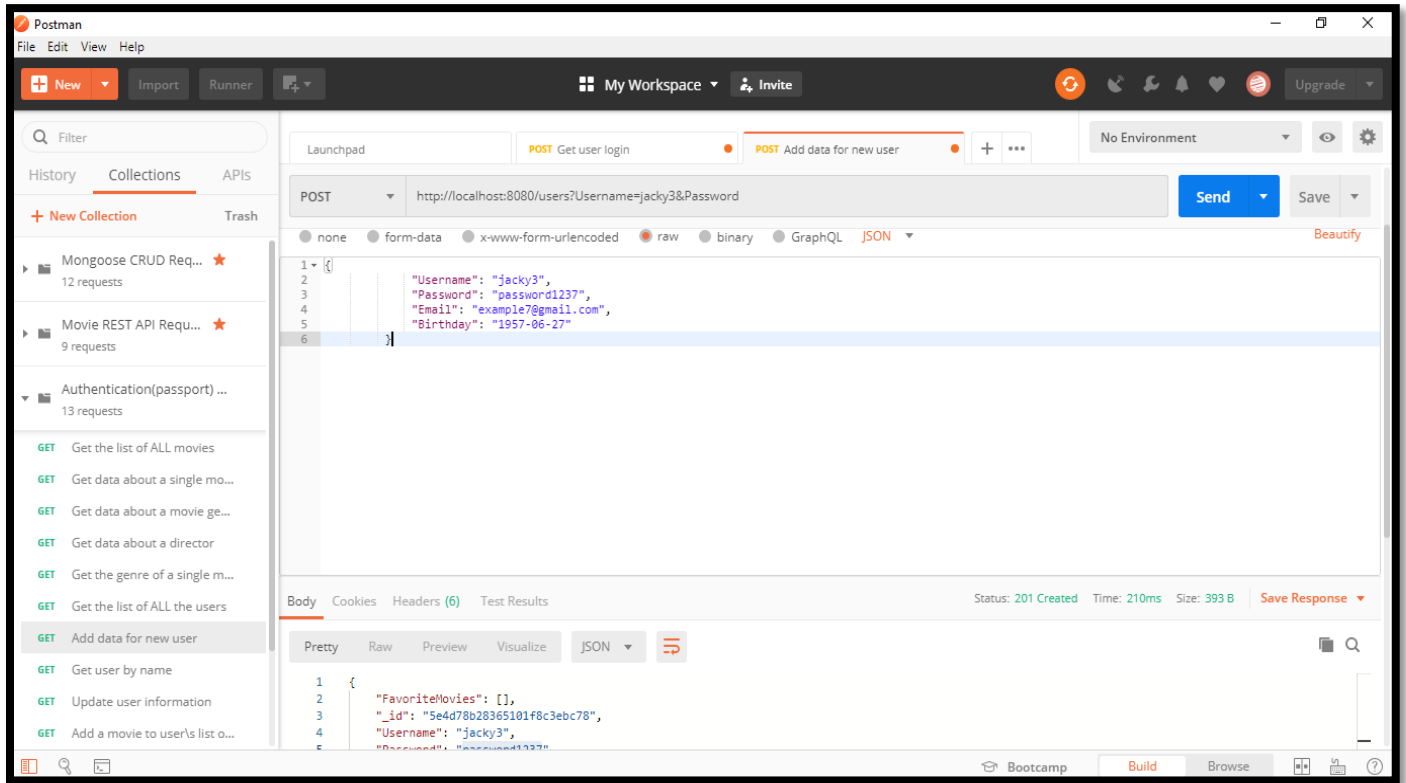 Postman
File Edit View Help
New Import Runner My Workspace Invite Upgrade
Filter
History Collections APIs
+ New Collection Trash
Mongoose CRUD Req...
12 requests
Movie REST API Requ...
9 requests
Authentication(passport) ...
13 requests
GET Get the list of ALL movies
GET Get data about a single mo...
GET Get data about a movie ge...
GET Get data about a director
GET Get the genre of a single m...
GET Get the list of ALL the users
GET Add data for new user
GET Get user by name
GET Update user information
GET Add a movie to user\s list o...
Launchpad POST Get user login POST Add data for new user + ••• No Environment
POST http://localhost:8080/users?Username=jacky3&Password Send Save
none form-data x-www-form-urlencoded raw binary GraphQL JSON Beautify
1 {
2 "Username": "jacky3",
3 "Password": "password1237",
4 "Email": "example7@gmail.com",
5 "Birthday": "1957-06-27"
6 }
Body Cookies Headers (6) Test Results Status: 201 Created Time: 210ms Size: 393 B Save Response
Pretty Raw Preview Visualize JSON
1 {
2 "FavoriteMovies": [],
3 "_id": "5e4d78b28365101f8c3ebc78",
4 "Username": "jacky3",
5 "Password": "password1237"
Bootcamp Build Browse